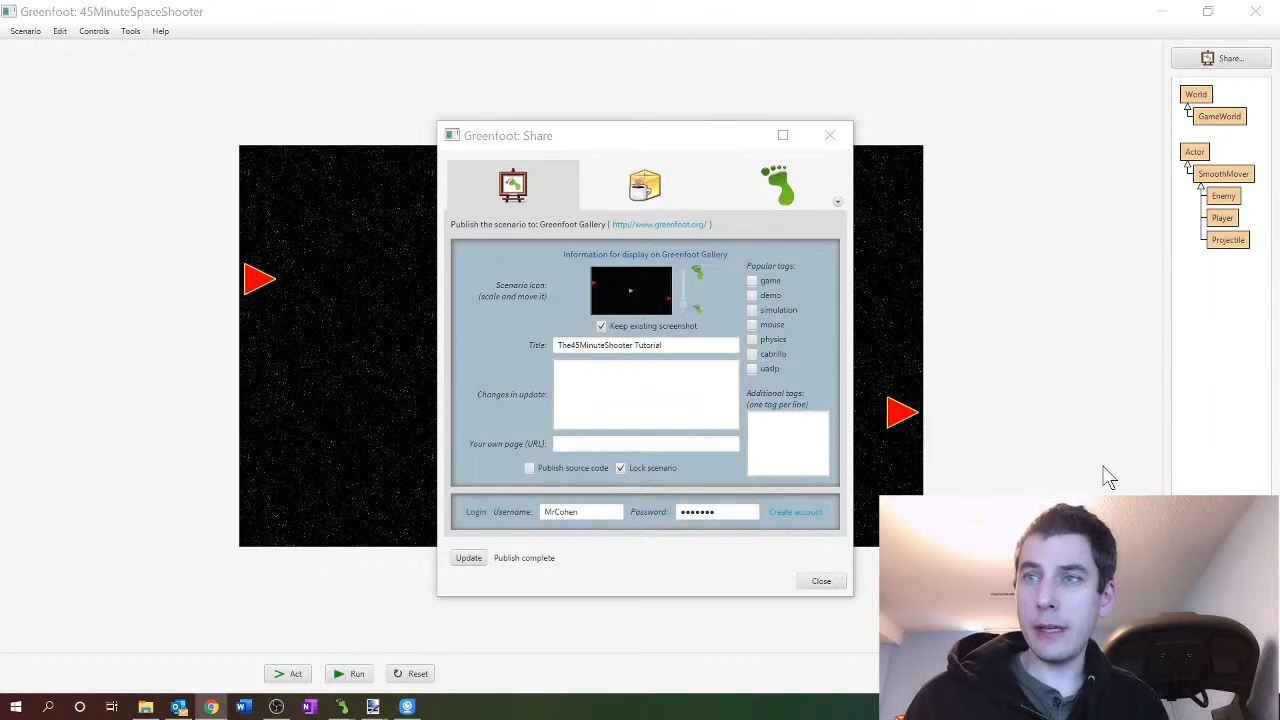 Greenfoot: 45MinuteSpaceShooter
Scenario Edit Controls Tools Help
Share...
World
GameWorld
Actor
SmoothMover
Enemy
Player
Projectile
Greenfoot: Share
Publish the scenario to: Greenfoot Gallery ( http://www.greenfoot.org/ )
Information for display on Greenfoot Gallery
Scenario icon:
(scale and move it)
Keep existing screenshot
Title: The45MinuteShooter Tutorial
Changes in update:
Your own page (URL):
Publish source code Lock scenario
Popular tags:
game
demo
simulation
mouse
physics
cabrillo
uaslp
Additional tags:
(one tag per line)
Login Username: MrCohen Password: ••••••• Create account
Update Publish complete
Close
Act Run Reset